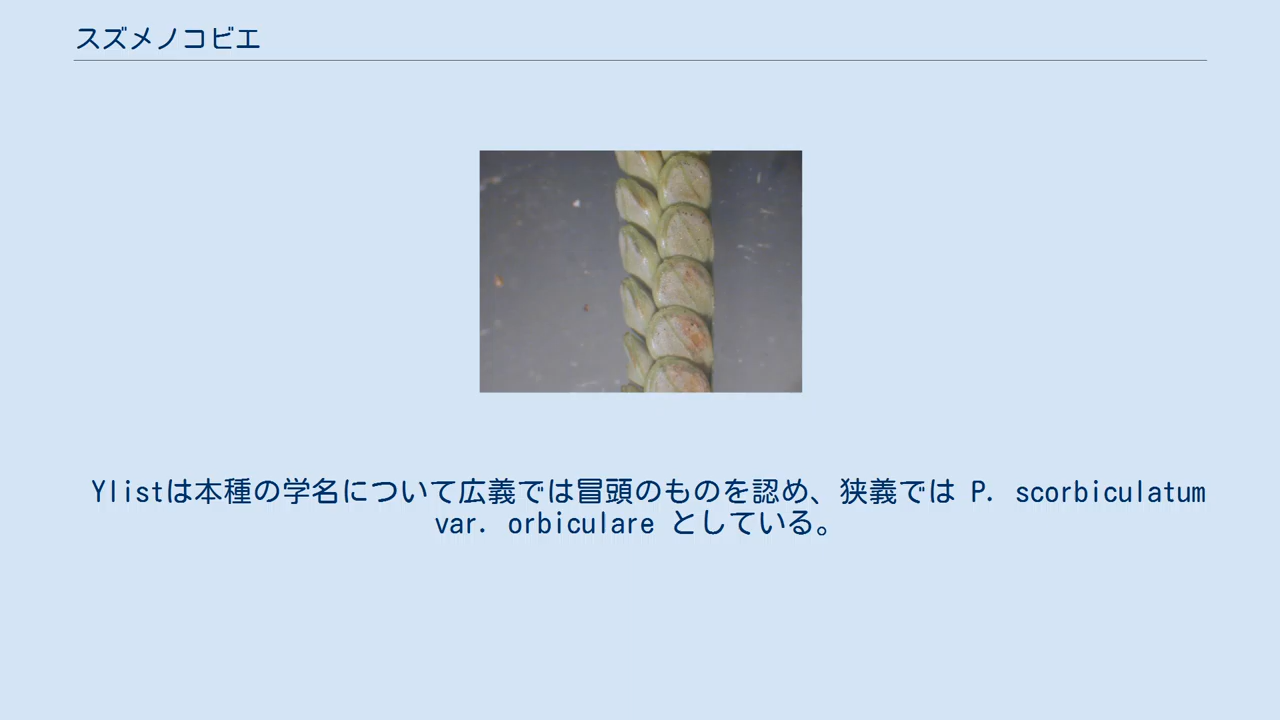 スズメノコビエ
Ylistは本種の学名について広義では冒頭のものを認め、狭義では P. scorbiculatum
var. orbiculare としている。